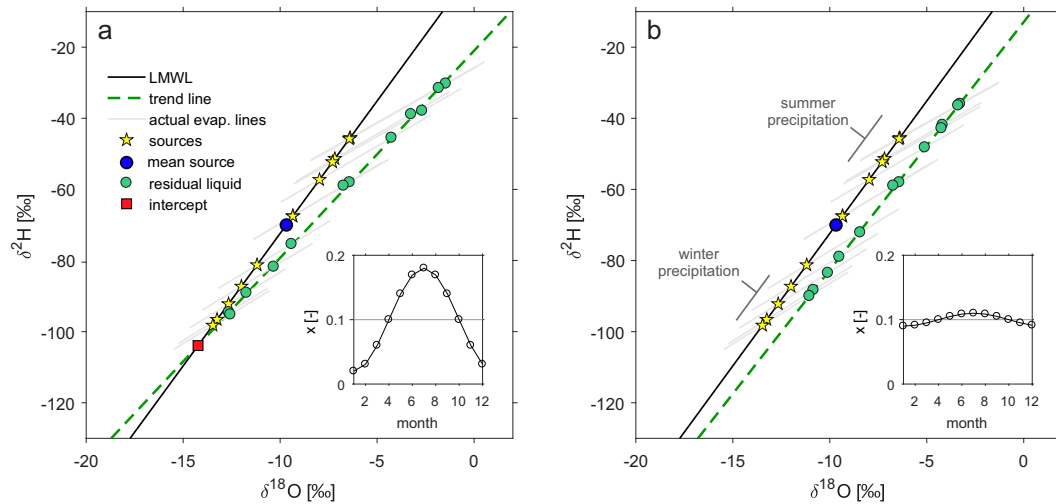 a
LMWL
trend line
actual evap. lines
sources
mean source
residual liquid
intercept
-20
-40
-60
-80
-100
-120
δ²H [‰]
-20
-15
-10
-5
0
δ¹⁸O [‰]
0.2
0.1
0
x [-]
2
4
6
8
10
12
month
b
summer
precipitation
winter
precipitation
-20
-40
-60
-80
-100
-120
δ²H [‰]
-20
-15
-10
-5
0
δ¹⁸O [‰]
0.2
0.1
0
x [-]
2
4
6
8
10
12
month